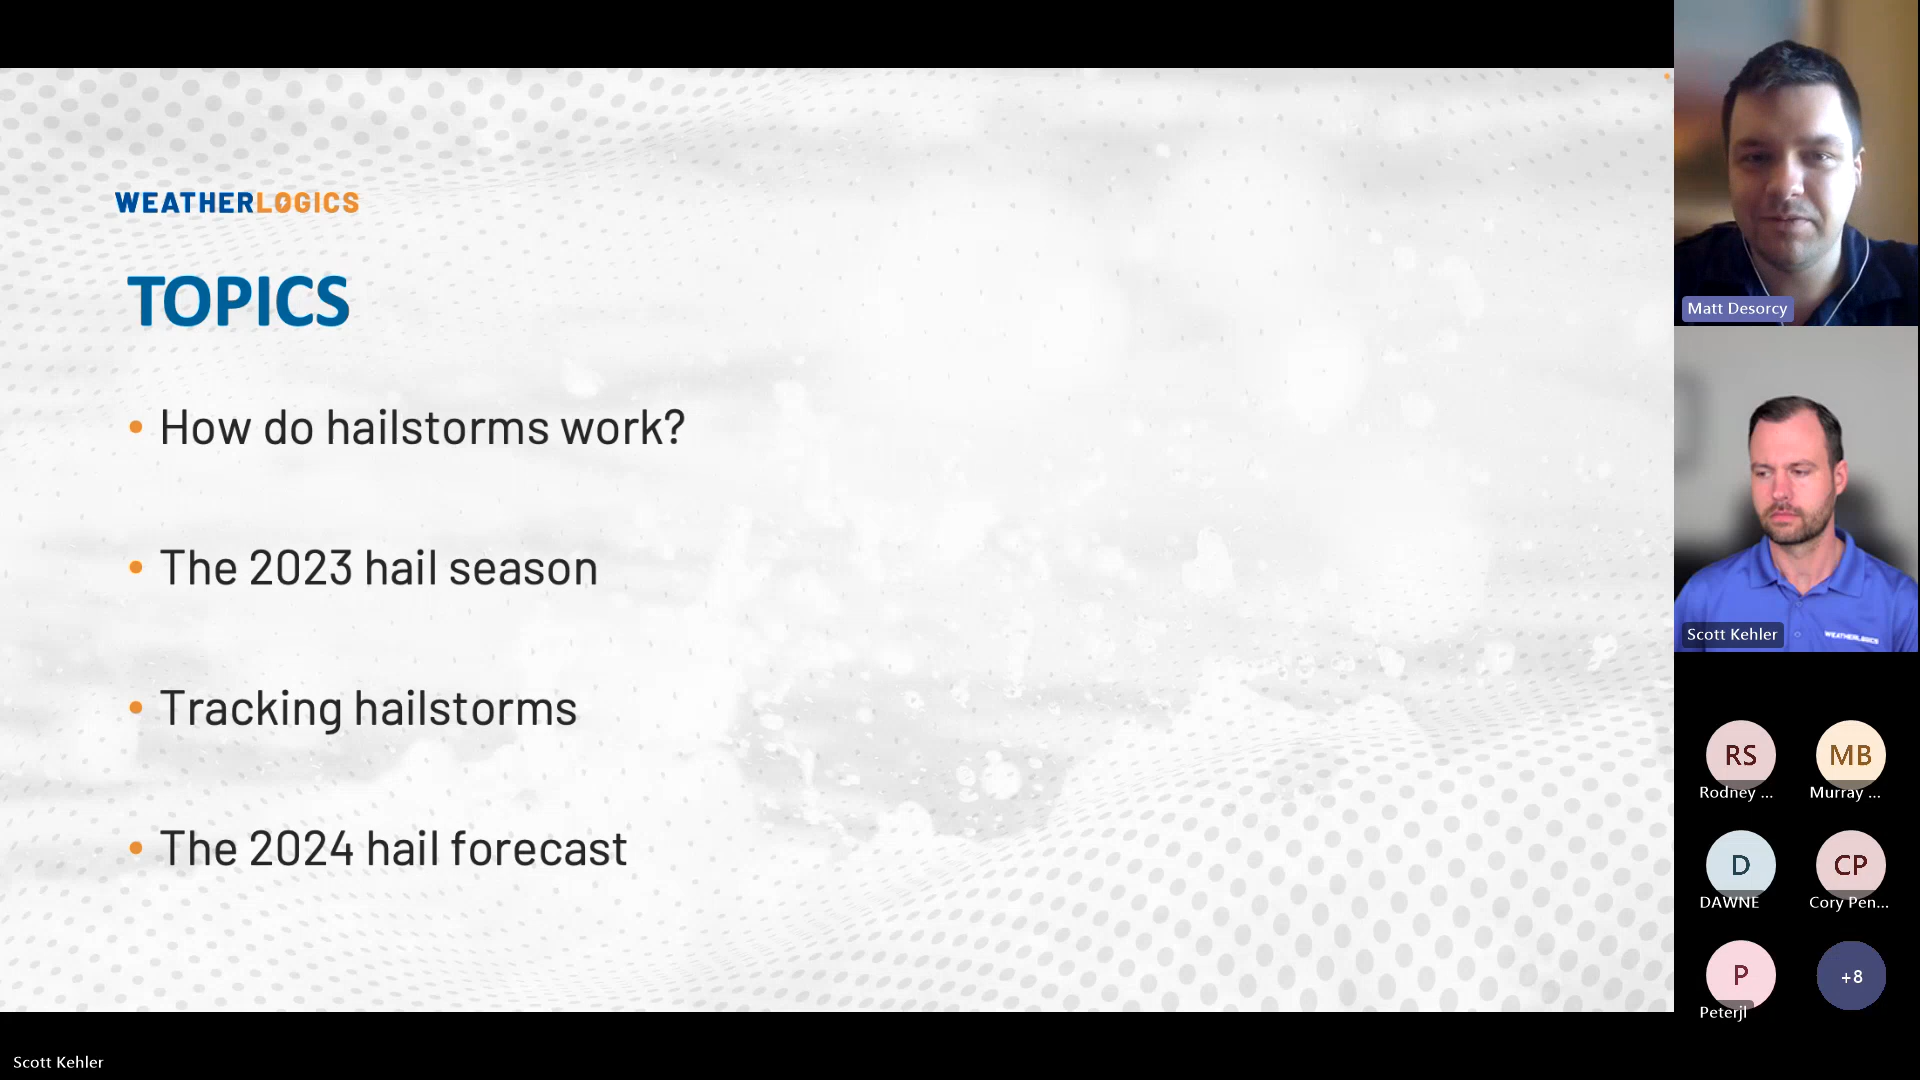 WEATHERLOGICS
TOPICS
• How do hailstorms work?
• The 2023 hail season
• Tracking hailstorms
• The 2024 hail forecast
Matt Desorcy
Scott Kehler
WEATHERLOGICS
RS
MB
Rodney ...
Murray ...
D
CP
DAWNE
Cory Pen...
P
+8
Peterjl
Scott Kehler